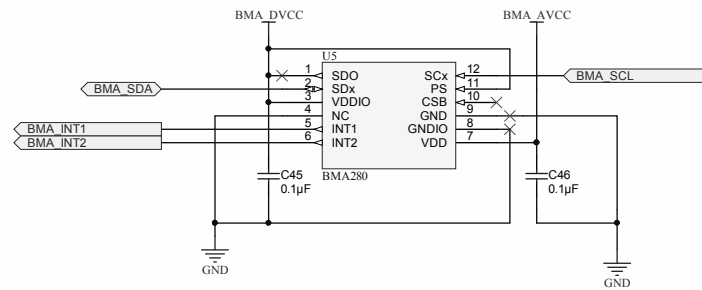 BMA_DVCC
BMA_AVCC
U5
1 SDO SCx 12
BMA_SCL
BMA_SDA
2 SDx PS 11
3 VDDIO CSB 10
4 NC GND 9
BMA_INT1
5 INT1 GNDIO 8
BMA_INT2
6 INT2 VDD 7
BMA280
C45
0.1µF
C46
0.1µF
GND
GND